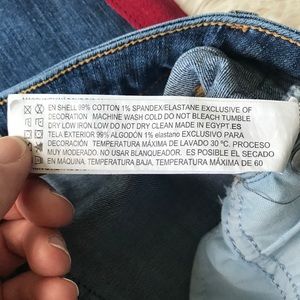 EN SHELL 99% COTTON 1% SPANDEX/ELASTANE EXCLUSIVE OF
DECORATION MACHINE WASH COLD DO NOT BLEACH TUMBLE
DRY LOW IRON LOW DO NOT DRY CLEAN MADE IN EGYPT.ES
TELA EXTERIOR 99% ALGODÓN 1% elastano EXCLUSIVO PARA
DECORACIÓN TEMPERATURA MÁXIMA DE LAVADO 30 ºC. PROCESO
MUY MODERADO. NO USAR BLANQUEADOR. ES POSIBLE EL SECADO
EN MÁQUINA, TEMPERATURA BAJA, TEMPERATURA MÁXIMA DE 60